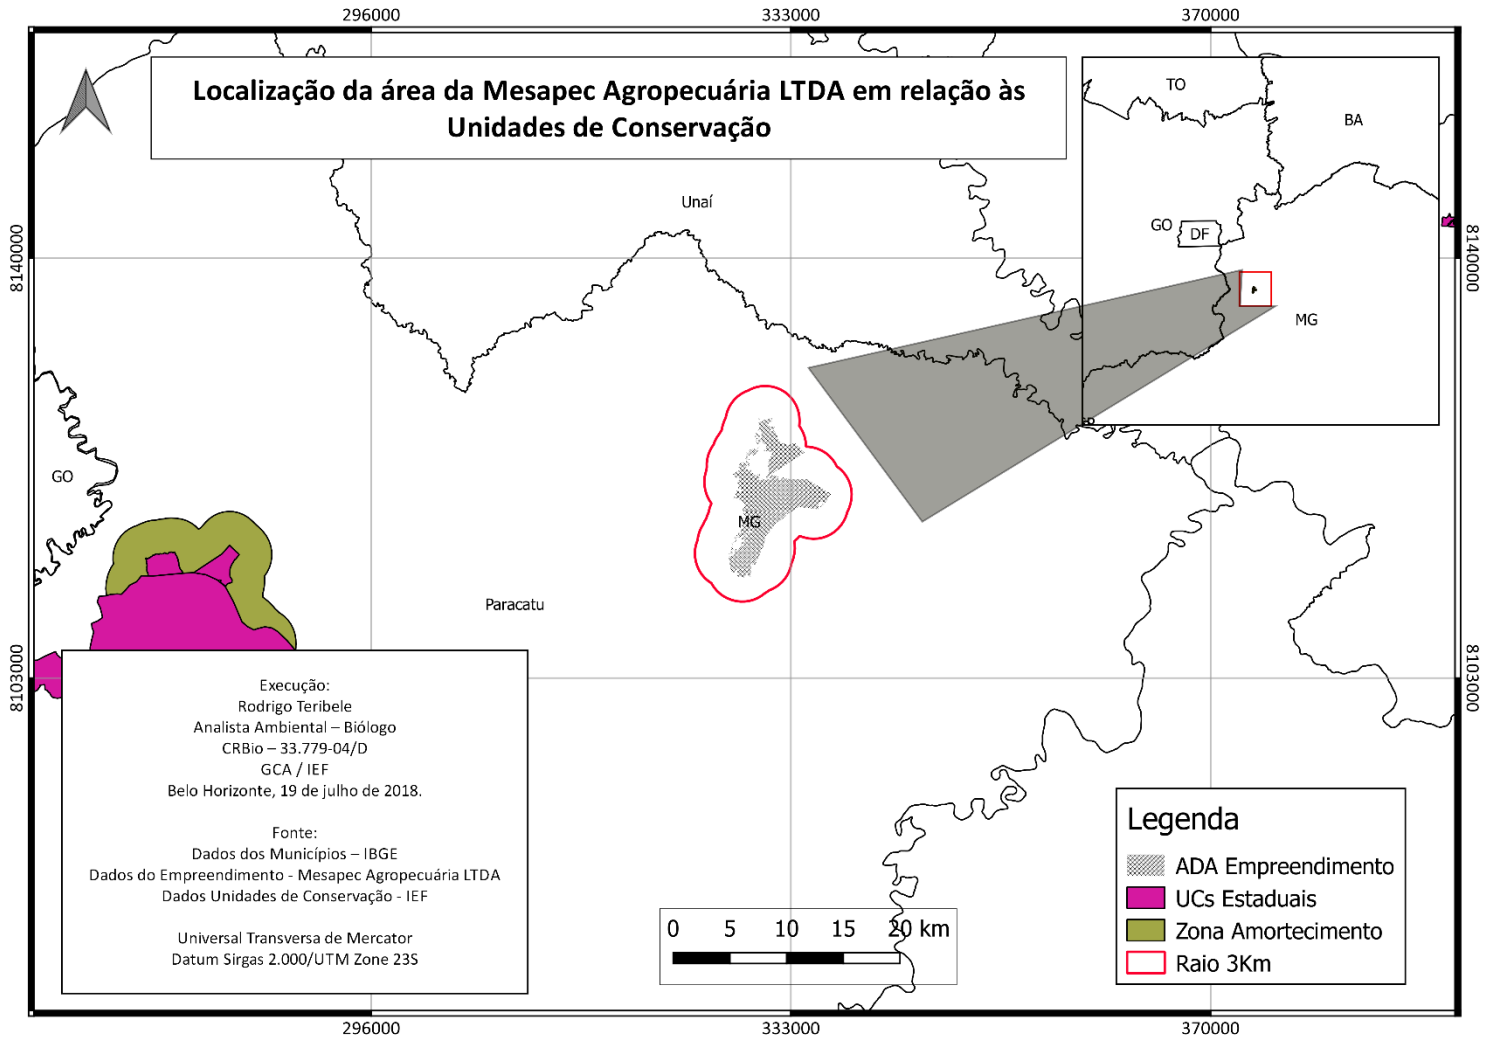 296000
333000
370000
Localização da área da Mesapec Agropecuária LTDA em relação às
Unidades de Conservação
TO
BA
Unaí
GO
DF
8140000
8140000
MG
GO
MG
Paracatu
8103000
8103000
Execução:
Rodrigo Teribele
Analista Ambiental – Biólogo
CRBio – 33.779-04/D
GCA / IEF
Belo Horizonte, 19 de julho de 2018.
Fonte:
Dados dos Municípios – IBGE
Dados do Empreendimento - Mesapec Agropecuária LTDA
Dados Unidades de Conservação - IEF
Universal Transversa de Mercator
Datum Sirgas 2.000/UTM Zone 23S
0 5 10 15 20 km
Legenda
ADA Empreendimento
UCs Estaduais
Zona Amortecimento
Raio 3Km
296000
333000
370000